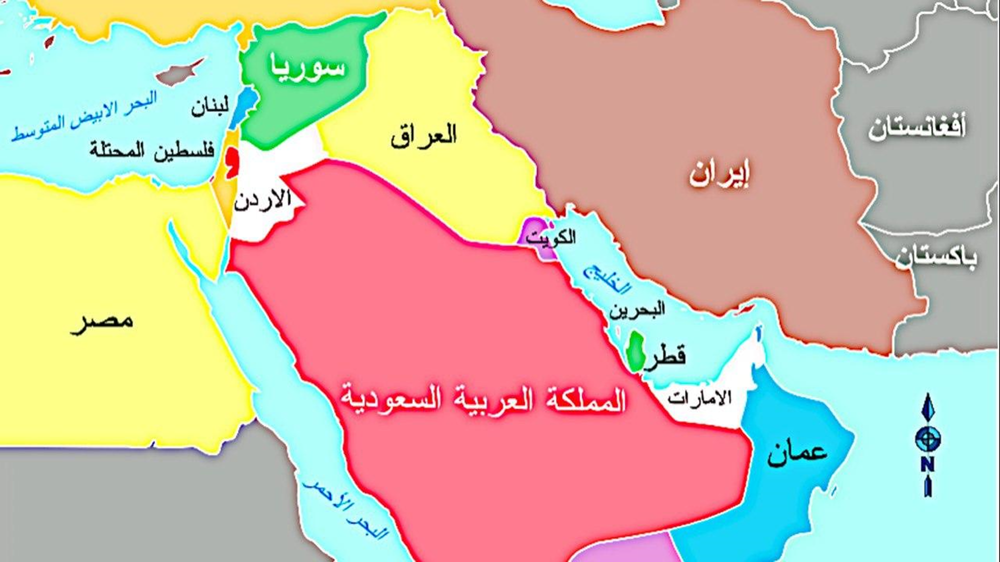 سوريا
البحر الابيض المتوسط
لبنان
العراق
أفغانستان
فلسطين المحتلة
إيران
الاردن
الكويت
باكستان
الخليج
البحرين
مصر
قطر
المملكة العربية السعودية
الامارات
عمان
N
البحر الأحمر